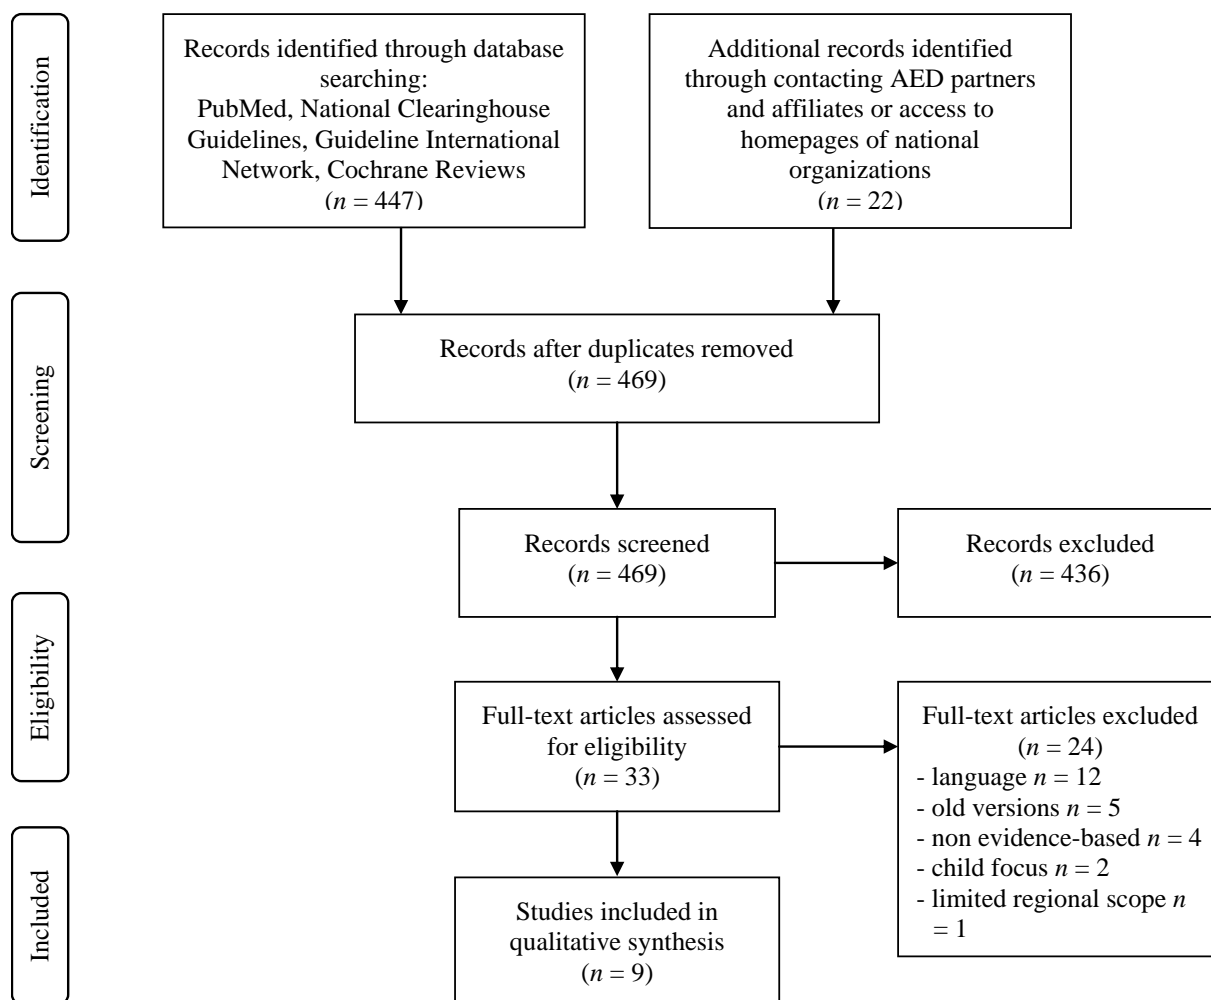 Identification
Records identified through database
searching:
PubMed, National Clearinghouse
Guidelines, Guideline International
Network, Cochrane Reviews
(n = 447)
Additional records identified
through contacting AED partners
and affiliates or access to
homepages of national
organizations
(n = 22)
Screening
Records after duplicates removed
(n = 469)
Records screened
(n = 469)
Records excluded
(n = 436)
Eligibility
Full-text articles assessed
for eligibility
(n = 33)
Full-text articles excluded
(n = 24)
- language n = 12
- old versions n = 5
- non evidence-based n = 4
- child focus n = 2
- limited regional scope n
= 1
Included
Studies included in
qualitative synthesis
(n = 9)